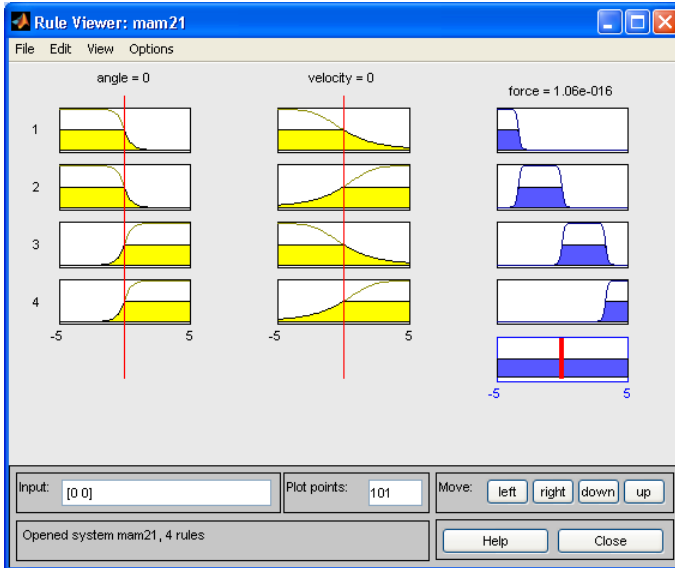 Rule Viewer: mam21
File Edit View Options
angle = 0
velocity = 0
force = 1.06e-016
1
2
3
4
-5 5
-5 5
-5 5
Input: [0 0]
Plot points: 101
Move: left right down up
Opened system mam21, 4 rules
Help Close